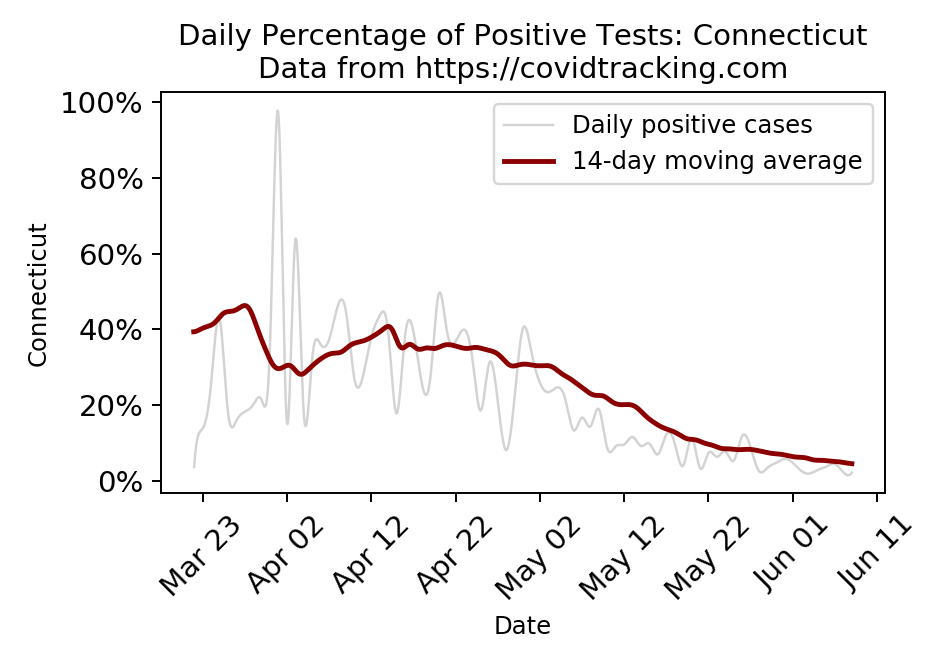 Daily Percentage of Positive Tests: Connecticut
Data from https://covidtracking.com
100%
80%
60%
40%
20%
0%
Connecticut
Daily positive cases
14-day moving average
Mar 23
Apr 02
Apr 12
Apr 22
May 02
May 12
May 22
Jun 01
Jun 11
Date